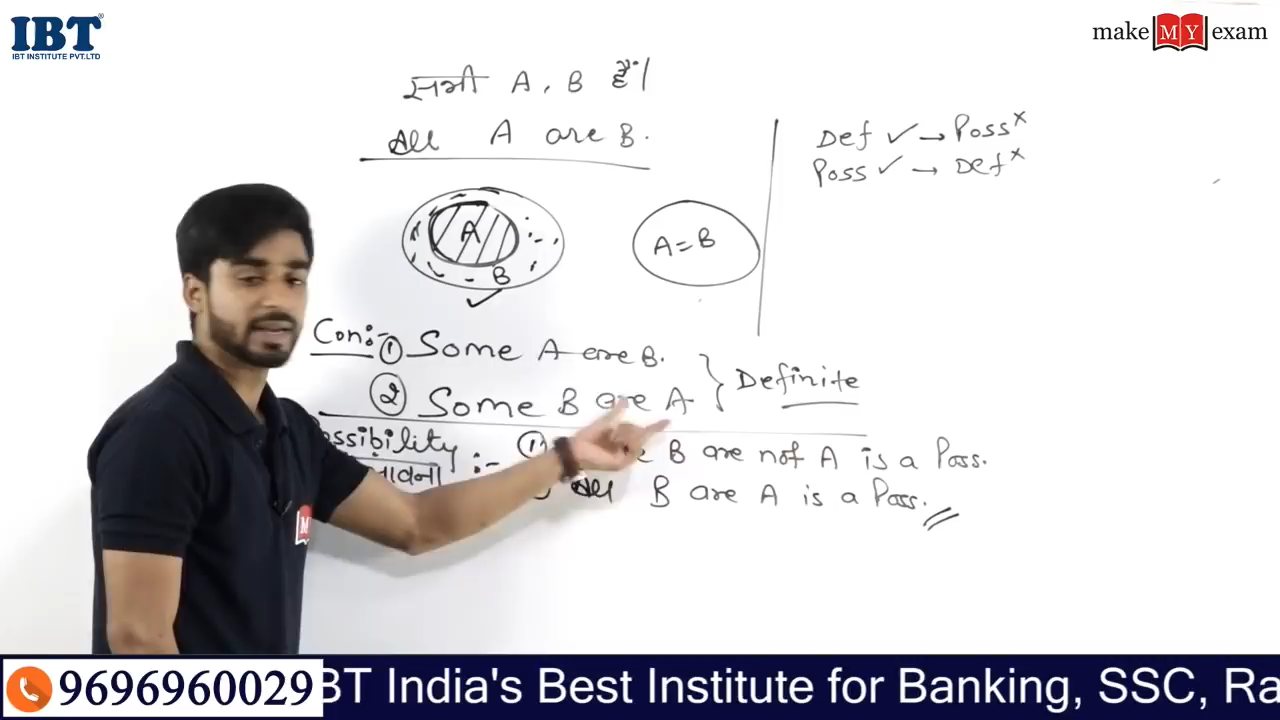 IBT
IBT INSTITUTE PVT.LTD
make MY exam
सभी A, B हैं।
All A are B.
Def ✓ → Poss ×
Poss ✓ → Def ×
A
B
A = B
Con:- ① Some A are B.
② Some B are A
Definite
① B are not A is a Poss.
All B are A is a Poss.
M
9696960029
BT India's Best Institute for Banking, SSC, Ra